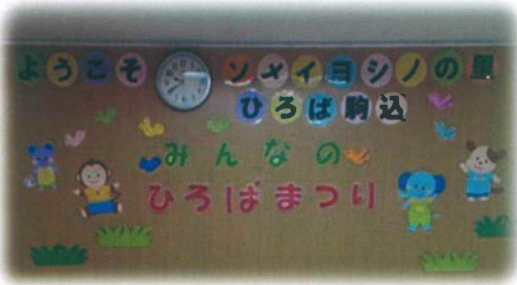 ようこそ ソメイヨシノの里
ひろば駒込
みんなの
ひろばまつり